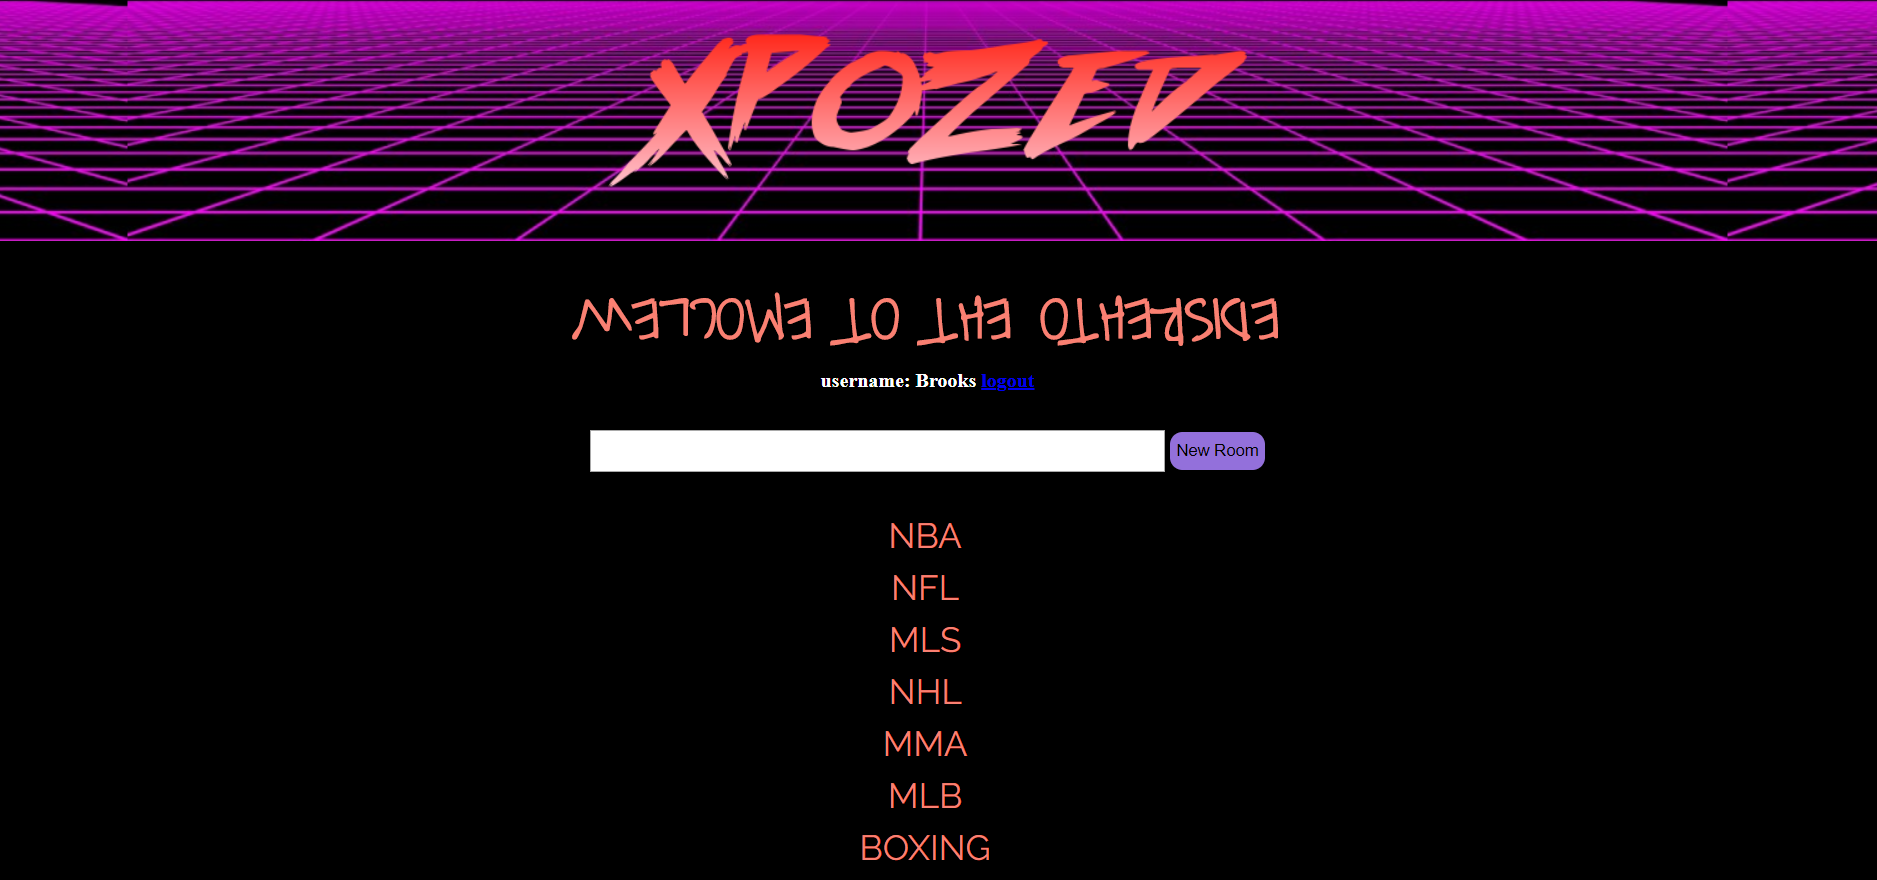 XPOZED
WELCOME TO THE OTHERSIDE
username: Brooks logout
New Room
NBA
NFL
MLS
NHL
MMA
MLB
BOXING